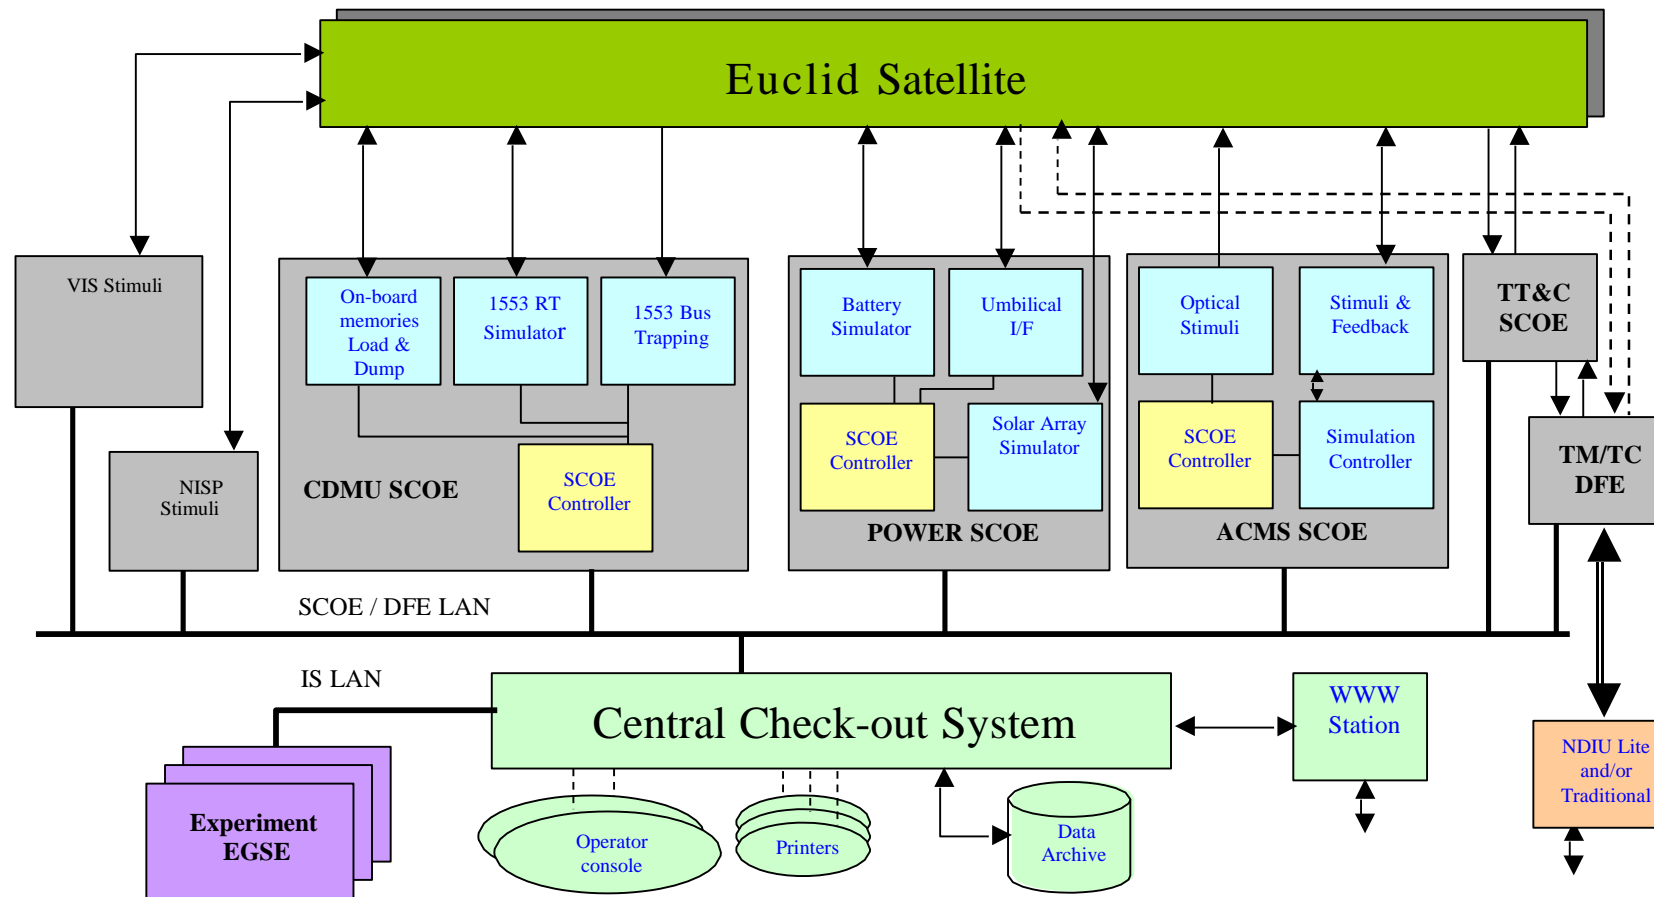 Euclid Satellite
VIS Stimuli
NISP
Stimuli
On-board
memories
Load &
Dump
1553 RT
Simulator
1553 Bus
Trapping
SCOE
Controller
CDMU SCOE
Battery
Simulator
Umbilical
I/F
SCOE
Controller
Solar Array
Simulator
POWER SCOE
Optical
Stimuli
Stimuli &
Feedback
SCOE
Controller
Simulation
Controller
ACMS SCOE
TT&C
SCOE
TM/TC
DFE
SCOE / DFE LAN
IS LAN
Central Check-out System
WWW
Station
NDIU Lite
and/or
Traditional
Experiment
EGSE
Operator
console
Printers
Data
Archive